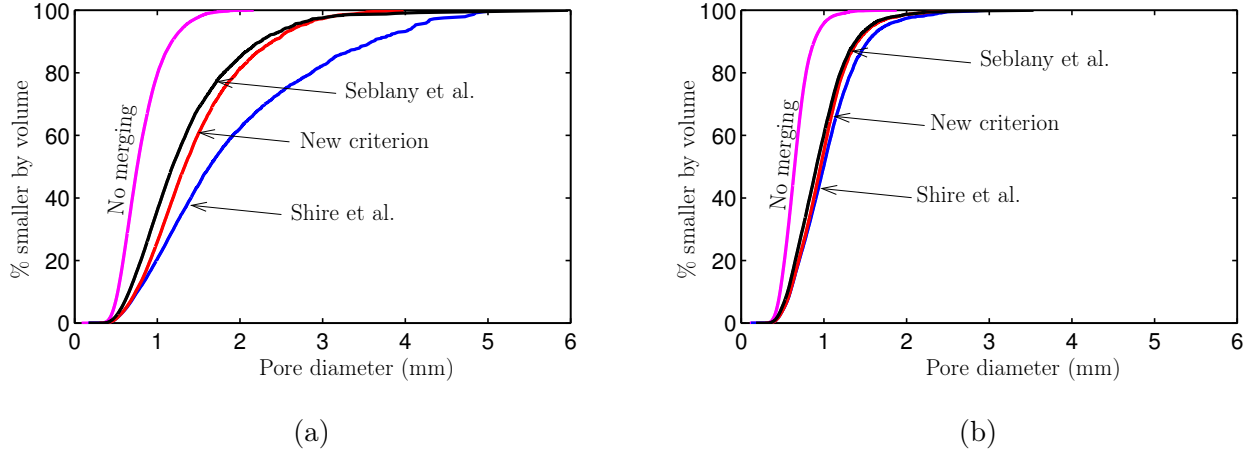 100
80
60
40
20
0
% smaller by volume
No merging
Seblany et al.
New criterion
Shire et al.
0 1 2 3 4 5 6
Pore diameter (mm)
(a)
100
80
60
40
20
0
% smaller by volume
No merging
Seblany et al.
New criterion
Shire et al.
0 1 2 3 4 5 6
Pore diameter (mm)
(b)